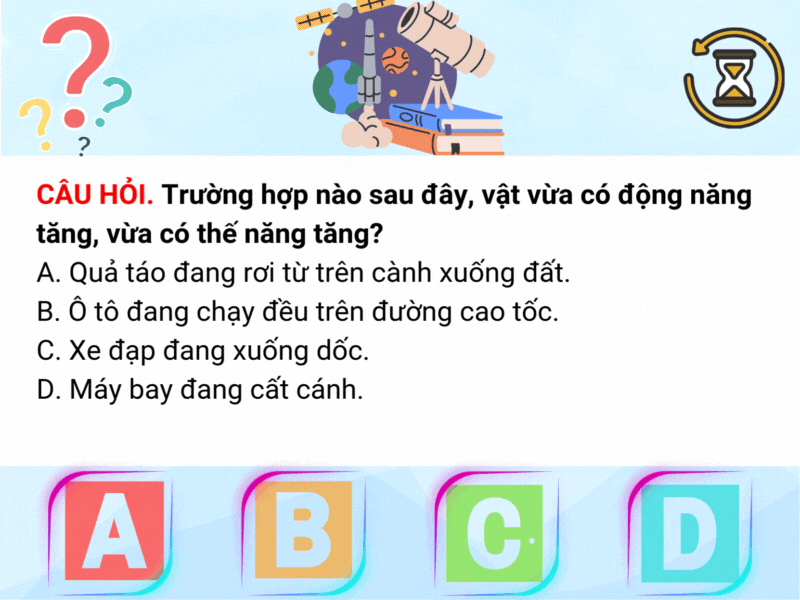 CÂU HỎI. Trường hợp nào sau đây, vật vừa có động năng
tăng, vừa có thế năng tăng?
A. Quả táo đang rơi từ trên cành xuống đất.
B. Ô tô đang chạy đều trên đường cao tốc.
C. Xe đạp đang xuống dốc.
D. Máy bay đang cất cánh.
A B C D